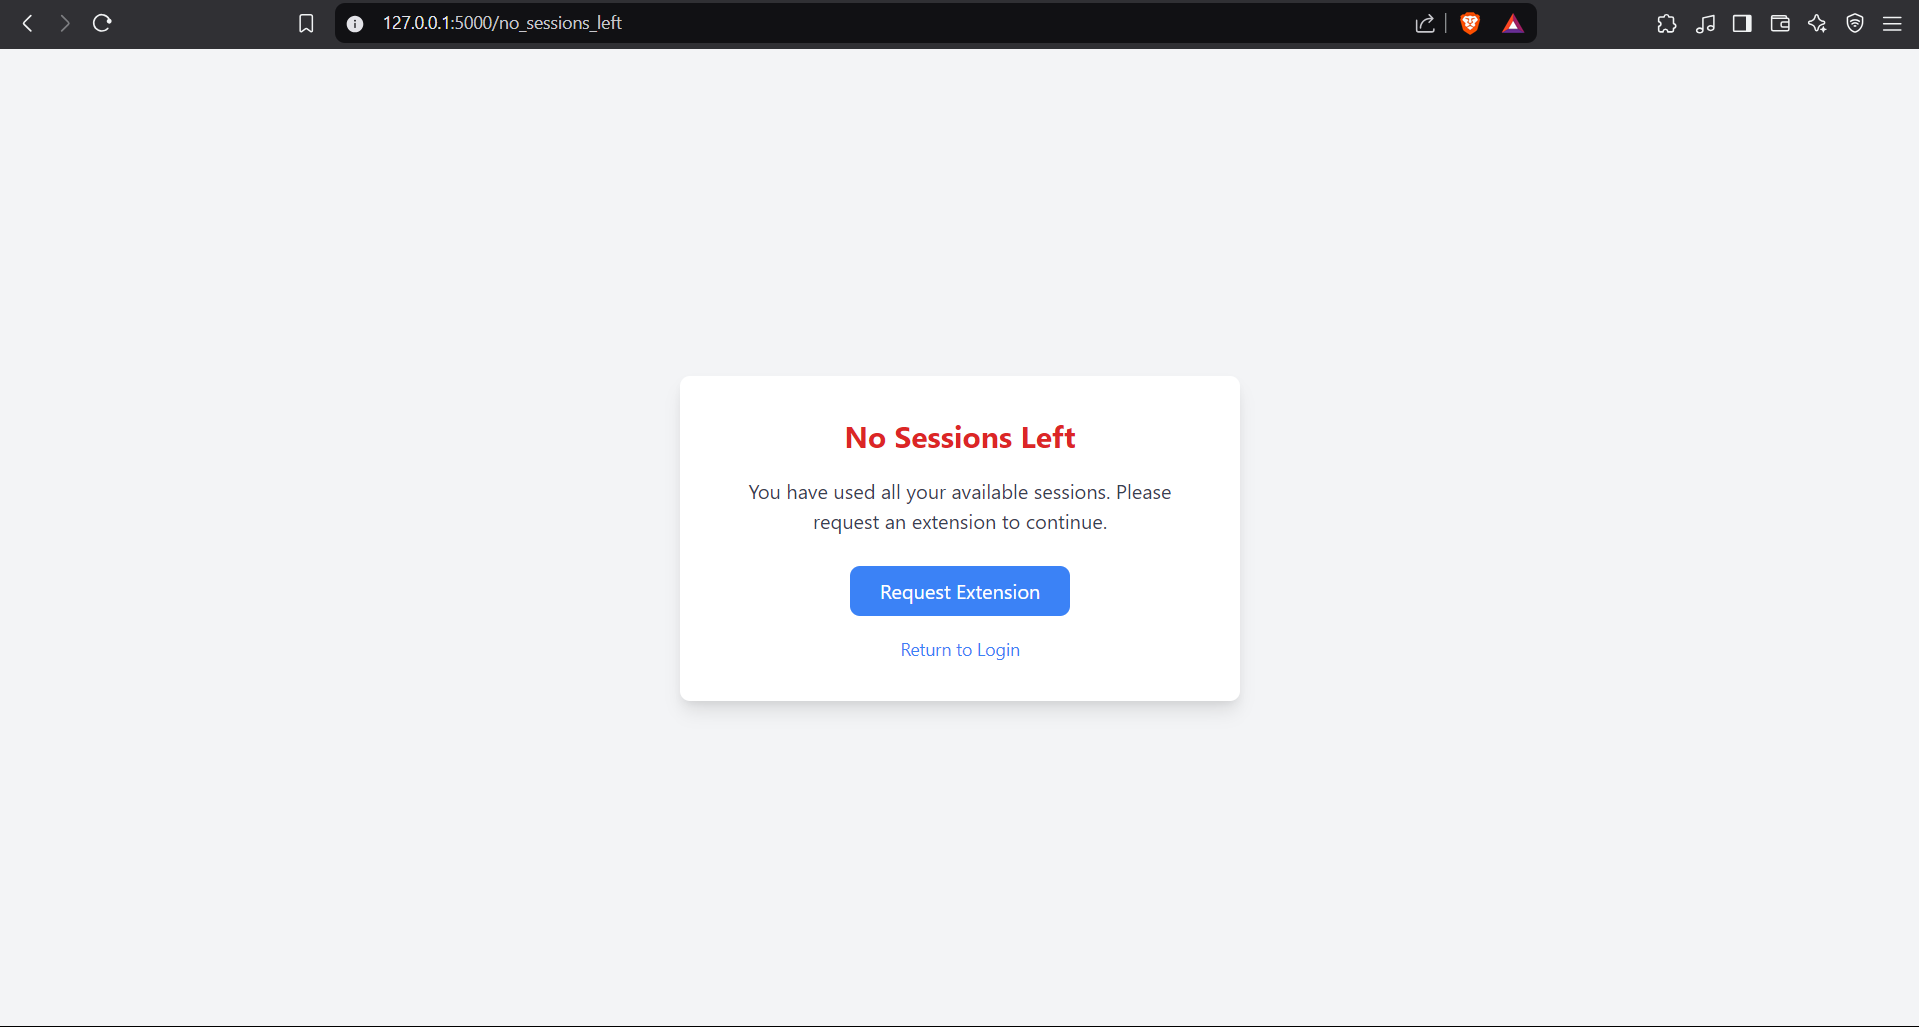 127.0.0.1:5000/no_sessions_left
No Sessions Left
You have used all your available sessions. Please
request an extension to continue.
Request Extension
Return to Login